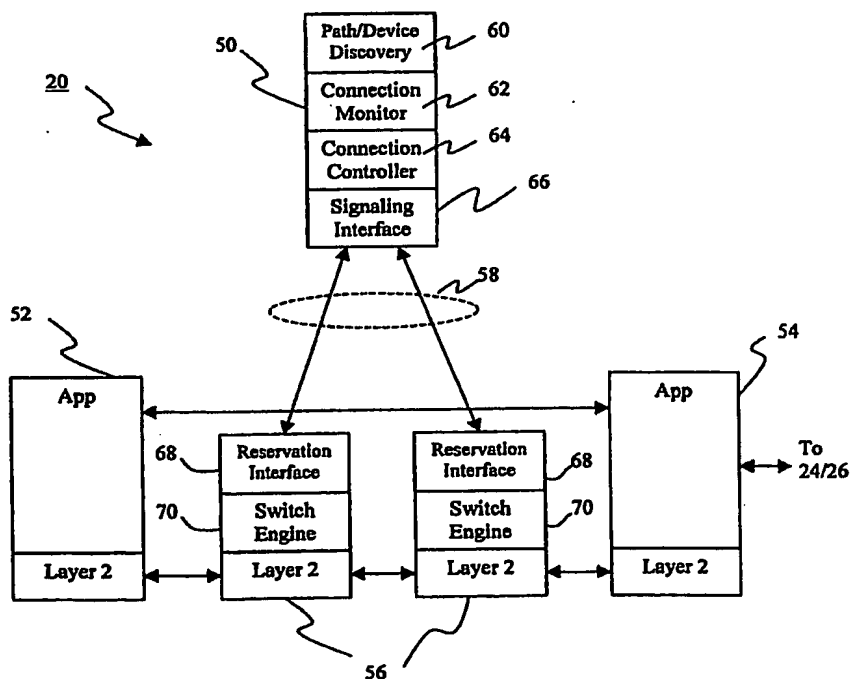 Path/Device
Discovery
60
50
20
Connection
Monitor
62
Connection
Controller
64
Signaling
Interface
66
58
52
54
App
App
68
Reservation
Interface
Reservation
Interface
68
To
24/26
70
Switch
Engine
Switch
Engine
70
Layer 2
Layer 2
Layer 2
Layer 2
56